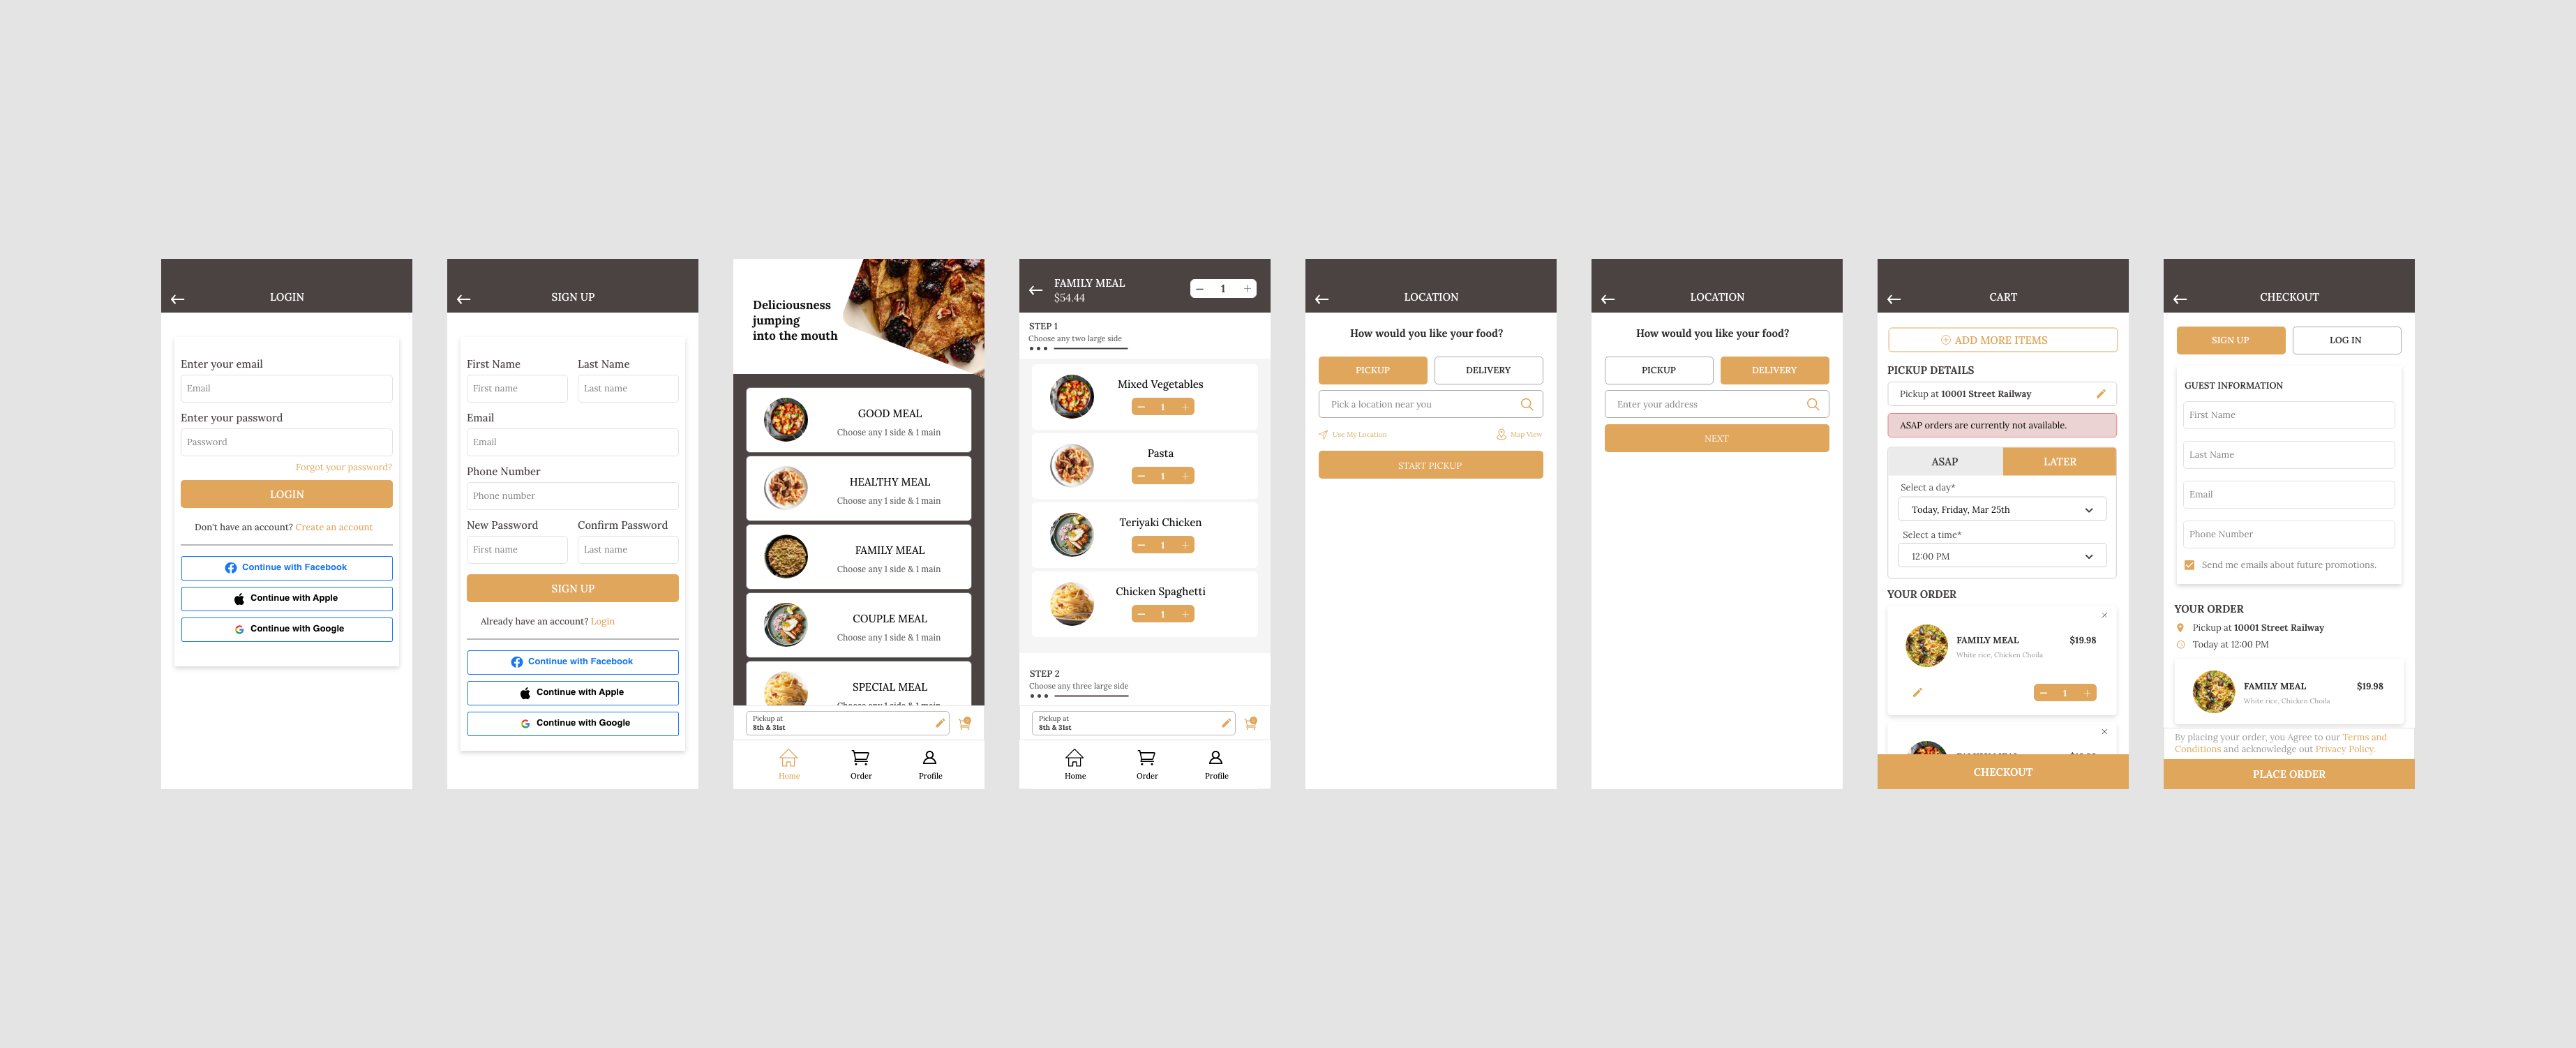 LOGIN
Enter your email
Email
Enter your password
Password
Forgot your password?
LOGIN
Don't have an account? Create an account
Continue with Facebook
Continue with Apple
Continue with Google
SIGN UP
First Name Last Name
First name Last name
Email
Email
Phone Number
Phone number
New Password Confirm Password
First name Last name
SIGN UP
Already have an account? Login
Continue with Facebook
Continue with Apple
Continue with Google
Deliciousness
jumping
into the mouth
GOOD MEAL
Choose any 1 side & 1 main
HEALTHY MEAL
Choose any 1 side & 1 main
FAMILY MEAL
Choose any 1 side & 1 main
COUPLE MEAL
Choose any 1 side & 1 main
SPECIAL MEAL
Choose any 1 side & 1 main
Pickup at
8th & 31st
Home Order Profile
FAMILY MEAL
$54.44
1
STEP 1
Choose any two large side
Mixed Vegetables
1
Pasta
1
Teriyaki Chicken
1
Chicken Spaghetti
1
STEP 2
Choose any three large side
Pickup at
8th & 31st
Home Order Profile
LOCATION
How would you like your food?
PICKUP DELIVERY
Pick a location near you
Use My Location Map View
START PICKUP
LOCATION
How would you like your food?
PICKUP DELIVERY
Enter your address
NEXT
CART
ADD MORE ITEMS
PICKUP DETAILS
Pickup at 10001 Street Railway
ASAP orders are currently not available.
ASAP LATER
Select a day*
Today, Friday, Mar 25th
Select a time*
12:00 PM
YOUR ORDER
FAMILY MEAL $19.98
White rice, Chicken Choila
1
CHECKOUT
CHECKOUT
SIGN UP LOG IN
GUEST INFORMATION
First Name
Last Name
Email
Phone Number
Send me emails about future promotions.
YOUR ORDER
Pickup at 10001 Street Railway
Today at 12:00 PM
FAMILY MEAL $19.98
White rice, Chicken Choila
By placing your order, you Agree to our Terms and
Conditions and acknowledge out Privacy Policy.
PLACE ORDER